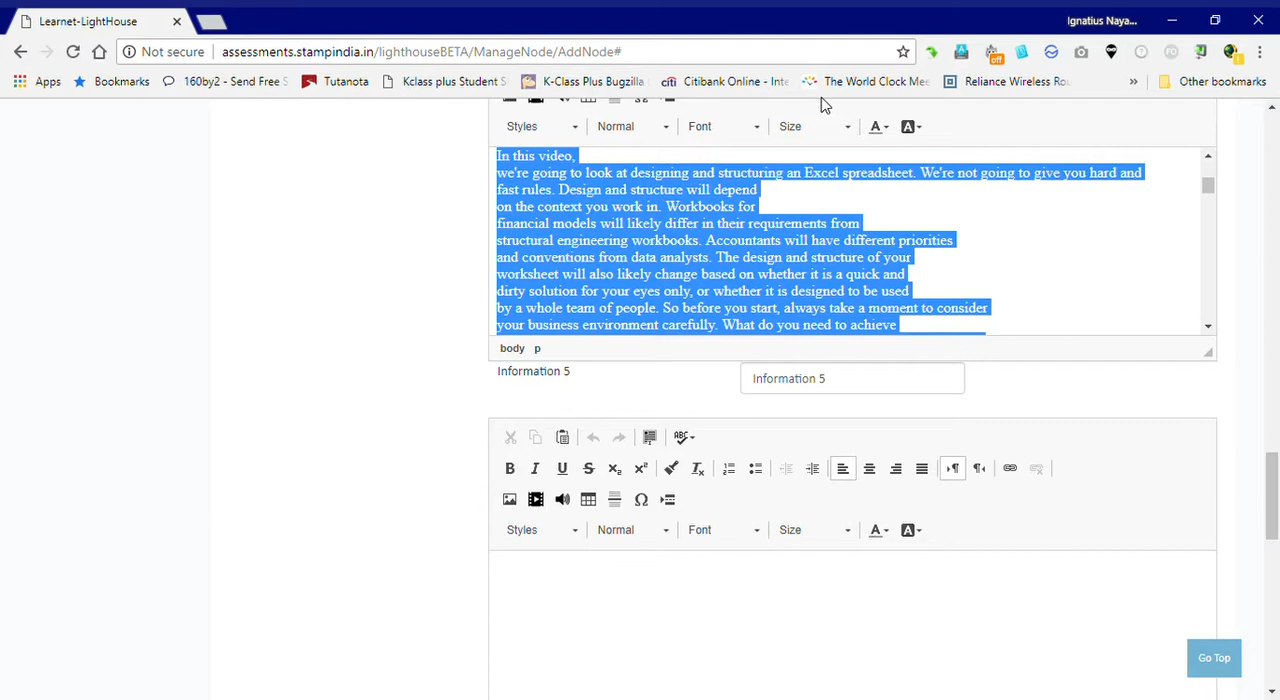 Learnet-LightHouse
Ignatius Naya...
Not secure
assessments.stampindia.in/lighthouseBETA/ManageNode/AddNode#
off
Apps
Bookmarks
160by2 - Send Free S
Tutanota
Kclass plus Student S
K-Class Plus Bugzilla
citi Citibank Online - Inte
The World Clock Mee
Reliance Wireless Rou
»
Other bookmarks
Styles Normal Font Size A A
In this video,
we're going to look at designing and structuring an Excel spreadsheet. We're not going to give you hard and
fast rules. Design and structure will depend
on the context you work in. Workbooks for
financial models will likely differ in their requirements from
structural engineering workbooks. Accountants will have different priorities
and conventions from data analysts. The design and structure of your
worksheet will also likely change based on whether it is a quick and
dirty solution for your eyes only, or whether it is designed to be used
by a whole team of people. So before you start, always take a moment to consider
your business environment carefully. What do you need to achieve
body p
Information 5
Information 5
ABC
B I U S x₂ x² Tx
Ω
Styles Normal Font Size A A
Go Top